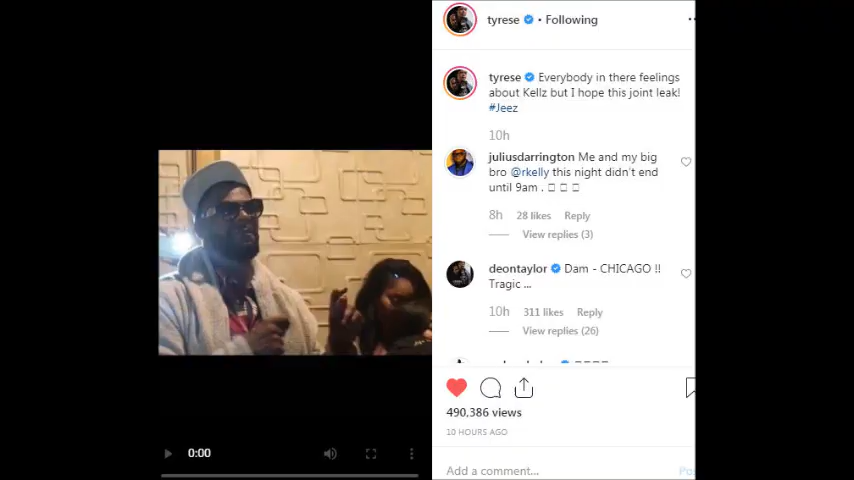 tyrese • Following
tyrese Everybody in there feelings
about Kellz but I hope this joint leak!
#Jeez
10h
juliusdarrington Me and my big
bro @rkelly this night didn't end
until 9am .
8h 28 likes Reply
View replies (3)
deontaylor Dam - CHICAGO !!
Tragic ...
10h 311 likes Reply
View replies (26)
490,386 views
10 HOURS AGO
0:00
Add a comment...